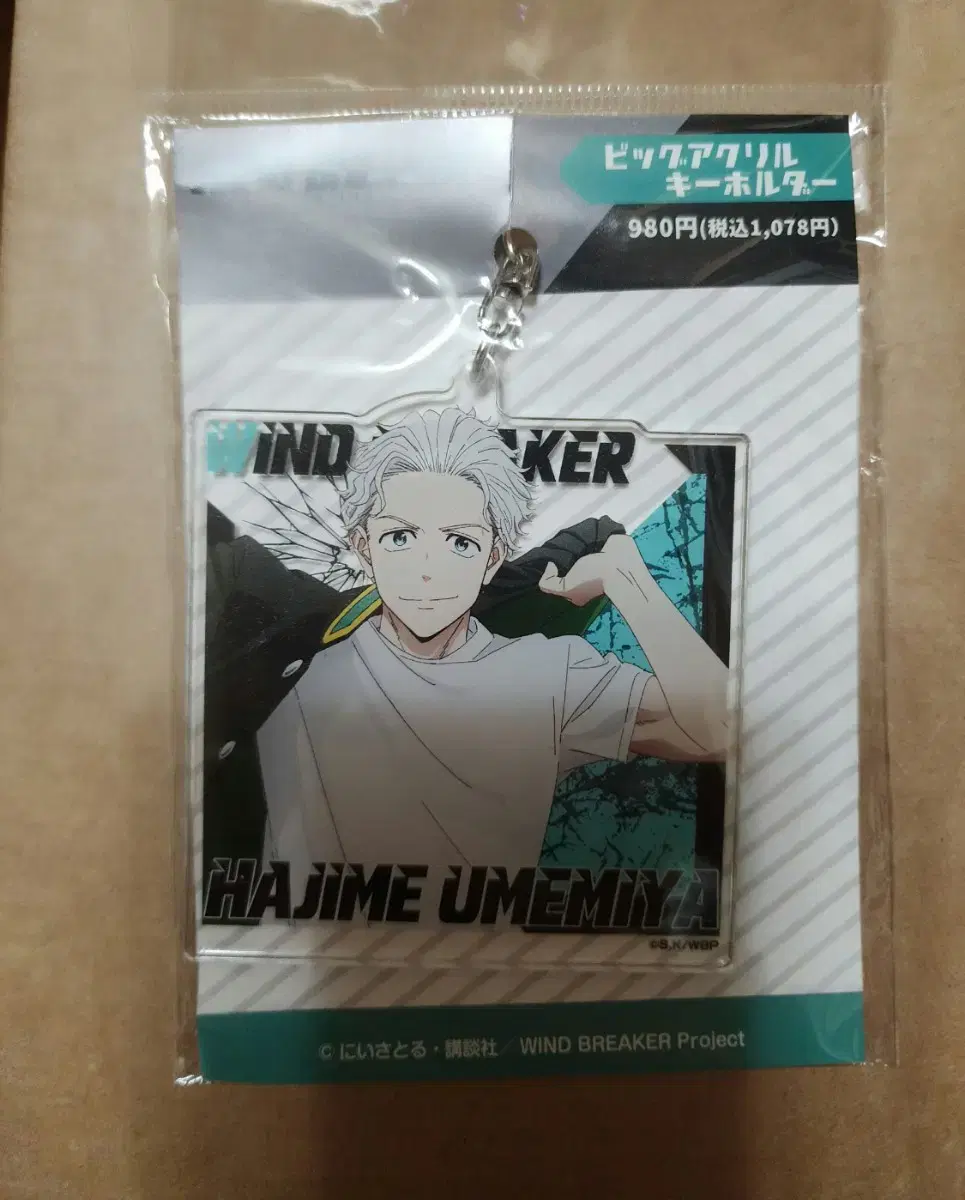 ビッグアクリル
キーホルダー
980円(税込1,078円)
WIND BREAKER
HAJIME UMEMIYA
©S,K/WBP
© にいさとる・講談社／WIND BREAKER Project